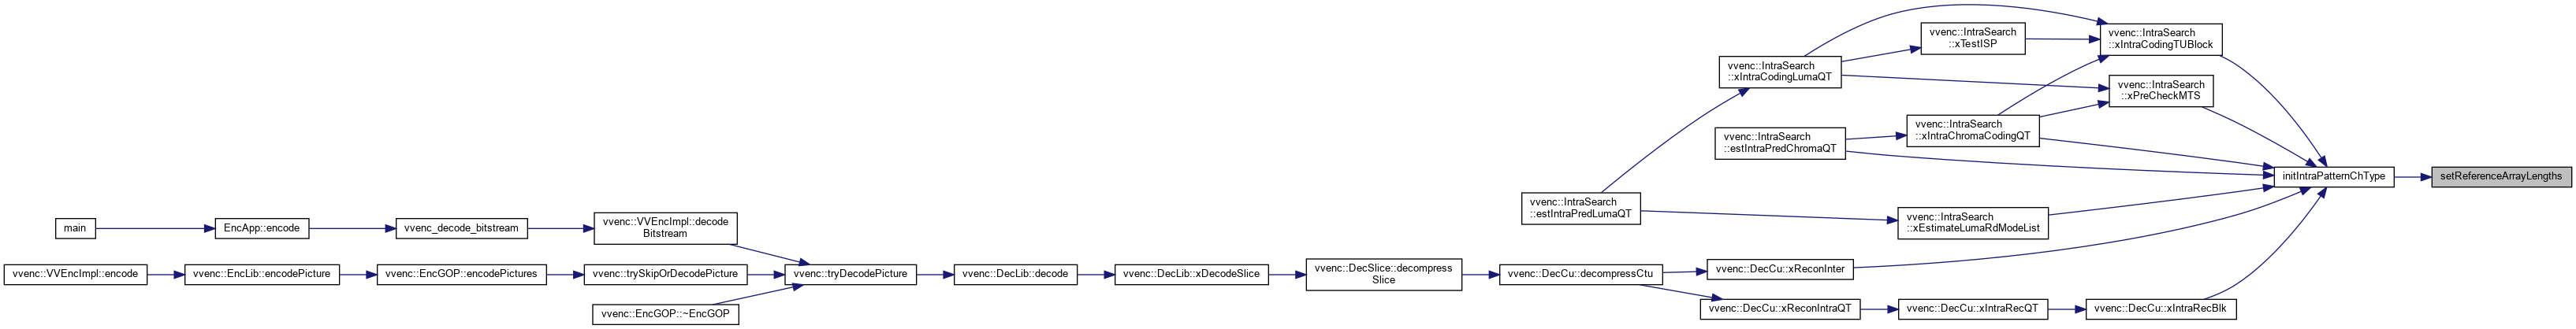 vvenc::IntraSearch
::xIntraCodingTUBlock
vvenc::IntraSearch
::xTestISP
vvenc::IntraSearch
::xIntraCodingLumaQT
vvenc::IntraSearch
::xPreCheckMTS
vvenc::IntraSearch
::xIntraChromaCodingQT
vvenc::IntraSearch
::estIntraPredChromaQT
initIntraPatternChType
setReferenceArrayLengths
vvenc::IntraSearch
::estIntraPredLumaQT
vvenc::IntraSearch
::xEstimateLumaRdModeList
main
EncApp::encode
vvenc_decode_bitstream
vvenc::VVEncImpl::decode
Bitstream
vvenc::VVEncImpl::encode
vvenc::EncLib::encodePicture
vvenc::EncGOP::encodePictures
vvenc::trySkipOrDecodePicture
vvenc::tryDecodePicture
vvenc::DecLib::decode
vvenc::DecLib::xDecodeSlice
vvenc::DecSlice::decompress
Slice
vvenc::DecCu::decompressCtu
vvenc::DecCu::xReconInter
vvenc::EncGOP::~EncGOP
vvenc::DecCu::xReconIntraQT
vvenc::DecCu::xIntraRecQT
vvenc::DecCu::xIntraRecBlk